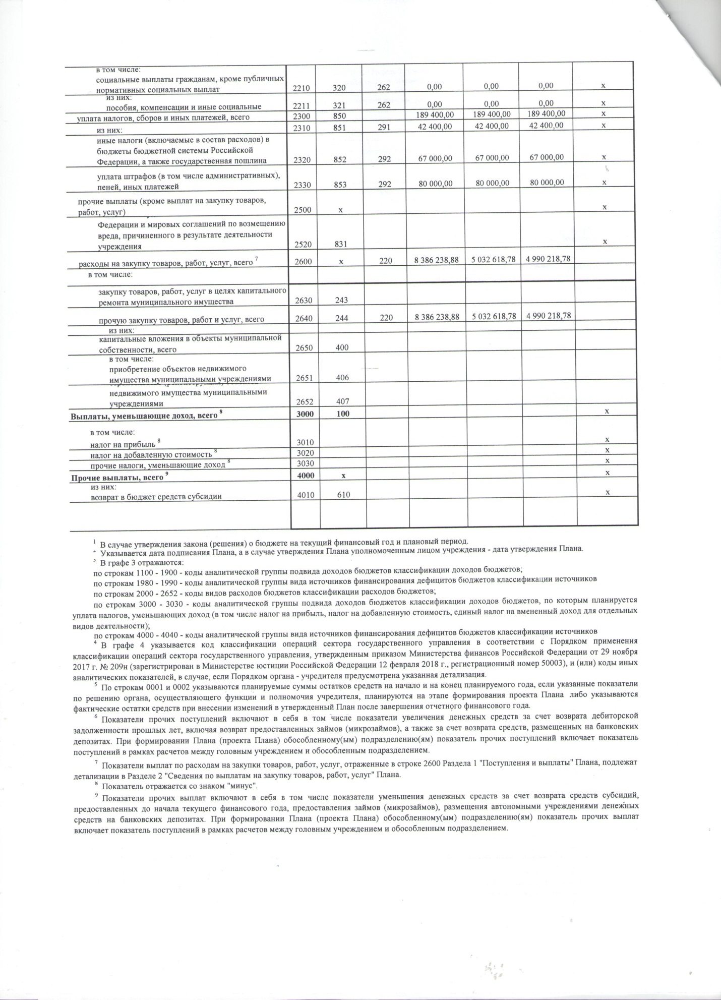 в том числе:
социальные выплаты гражданам, кроме публичных
нормативных социальных выплат 2210 320 262 0,00 0,00 0,00 x
из них:
пособия, компенсации и иные социальные 2211 321 262 0,00 0,00 0,00 x
уплата налогов, сборов и иных платежей, всего 2300 850 189 400,00 189 400,00 189 400,00 x
из них: 2310 851 291 42 400,00 42 400,00 42 400,00 x
иные налоги (включаемые в состав расходов) в
бюджеты бюджетной системы Российской
Федерации, а также государственная пошлина 2320 852 292 67 000,00 67 000,00 67 000,00 x
уплата штрафов (в том числе административных),
пеней, иных платежей 2330 853 292 80 000,00 80 000,00 80 000,00 x
прочие выплаты (кроме выплат на закупку товаров,
работ, услуг) 2500 x x
Федерации и мировых соглашений по возмещению
вреда, причиненного в результате деятельности
учреждения 2520 831 x
расходы на закупку товаров, работ, услуг, всего 7 2600 x 220 8 386 238,88 5 032 618,78 4 990 218,78
в том числе:
закупку товаров, работ, услуг в целях капитального
ремонта муниципального имущества 2630 243
прочую закупку товаров, работ и услуг, всего 2640 244 220 8 386 238,88 5 032 618,78 4 990 218,78
из них:
капитальные вложения в объекты муниципальной
собственности, всего 2650 400
в том числе:
приобретение объектов недвижимого
имущества муниципальными учреждениями 2651 406
недвижимого имущества муниципальными
учреждениями 2652 407
Выплаты, уменьшающие доход, всего 8 3000 100 x
в том числе:
налог на прибыль 8 3010 x
налог на добавленную стоимость 8 3020 x
прочие налоги, уменьшающие доход 8 3030 x
Прочие выплаты, всего 9 4000 x x
из них:
возврат в бюджет средств субсидии 4010 610 x
1 В случае утверждения закона (решения) о бюджете на текущий финансовый год и плановый период.
Указывается дата подписания Плана, а в случае утверждения Плана уполномоченным лицом учреждения - дата утверждения Плана.
3 В графе 3 отражаются:
по строкам 1100 - 1900 - коды аналитической группы подвида доходов бюджетов классификации доходов бюджетов;
по строкам 1980 - 1990 - коды аналитической группы вида источников финансирования дефицитов бюджетов классификации источников
по строкам 2000 - 2652 - коды видов расходов бюджетов классификации расходов бюджетов;
по строкам 3000 - 3030 - коды аналитической группы подвида доходов бюджетов классификации доходов бюджетов, по которым планируется
уплата налогов, уменьшающих доход (в том числе налог на прибыль, налог на добавленную стоимость, единый налог на вмененный доход для отдельных
видов деятельности);
по строкам 4000 - 4040 - коды аналитической группы вида источников финансирования дефицитов бюджетов классификации источников
4 В графе 4 указывается код классификации операций сектора государственного управления в соответствии с Порядком применения
классификации операций сектора государственного управления, утвержденным приказом Министерства финансов Российской Федерации от 29 ноября
2017 г. № 209н (зарегистрирован в Министерстве юстиции Российской Федерации 12 февраля 2018 г., регистрационный номер 50003), и (или) коды иных
аналитических показателей, в случае, если Порядком органа - учредителя предусмотрена указанная детализация.
5 По строкам 0001 и 0002 указываются планируемые суммы остатков средств на начало и на конец планируемого года, если указанные показатели
по решению органа, осуществляющего функции и полномочия учредителя, планируются на этапе формирования проекта Плана либо указываются
фактические остатки средств при внесении изменений в утвержденный План после завершения отчетного финансового года.
6 Показатели прочих поступлений включают в себя в том числе показатели увеличения денежных средств за счет возврата дебиторской
задолженности прошлых лет, включая возврат предоставленных займов (микрозаймов), а также за счет возврата средств, размещенных на банковских
депозитах. При формировании Плана (проекта Плана) обособленному(ым) подразделению(ям) показатель прочих поступлений включает показатель
поступлений в рамках расчетов между головным учреждением и обособленным подразделением.
7 Показатели выплат по расходам на закупки товаров, работ, услуг, отраженные в строке 2600 Раздела 1 "Поступления и выплаты" Плана, подлежат
детализации в Разделе 2 "Сведения по выплатам на закупку товаров, работ, услуг" Плана.
8 Показатель отражается со знаком "минус".
9 Показатели прочих выплат включают в себя в том числе показатели уменьшения денежных средств за счет возврата средств субсидий,
предоставленных до начала текущего финансового года, предоставления займов (микрозаймов), размещения автономными учреждениями денежных
средств на банковских депозитах. При формировании Плана (проекта Плана) обособленному(ым) подразделению(ям) показатель прочих выплат
включает показатель поступлений в рамках расчетов между головным учреждением и обособленным подразделением.